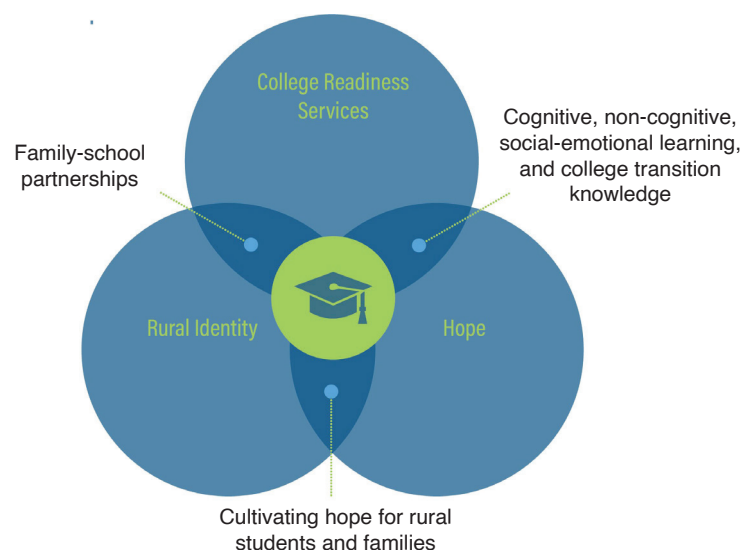 College Readiness
Services
Family-school
partnerships
Cognitive, non-cognitive,
social-emotional learning,
and college transition
knowledge
Rural Identity
Hope
Cultivating hope for rural
students and families